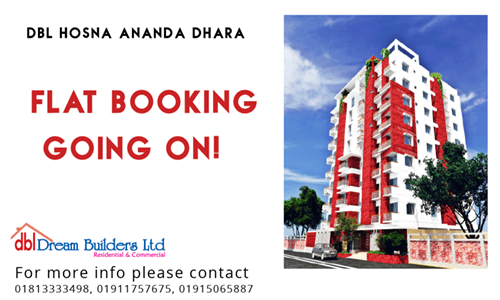 DBL HOSNA ANANDA DHARA
FLAT BOOKING
GOING ON!
dbl Dream Builders Ltd
Residential & Commercial
For more info please contact
01813333498, 01911757675, 01915065887